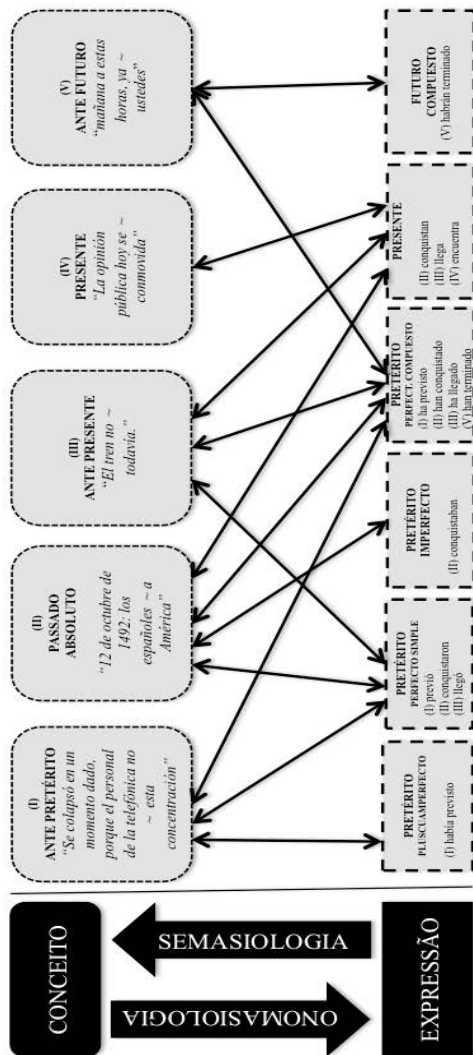 CONCEITO
ONOMASIOLOGIA
SEMASIOLOGIA
EXPRESSÃO
(I)
ANTE PRETÉRITO
“Se colapsó en un
momento dado,
porque el personal
de la telefónica no
~ esta
concentración”
(II)
PASSADO
ABSOLUTO
“12 de octubre de
1492: los
españoles ~ a
América”
(III)
ANTE PRESENTE
“El tren no ~
todavia.”
(IV)
PRESENTE
“La opinión
pública hoy se ~
conmovida”
(V)
ANTE FUTURO
“mañana a estas
horas, ya ~
ustedes”
PRETÉRITO
PLUSCUAMPERFECTO
(I) había previsto
PRETÉRITO
PERFECTO SIMPLE
(I) previó
(II) conquistaron
(III) llegó
PRETÉRITO
IMPERFECTO
(II) conquistaban
PRETÉRITO
PERFECT. COMPUESTO
(I) ha previsto
(II) han conquistado
(III) ha llegado
(V) han terminado
PRESENTE
(II) conquistan
(III) llega
(IV) encuentra
FUTURO
COMPUESTO
(V) habrán terminado